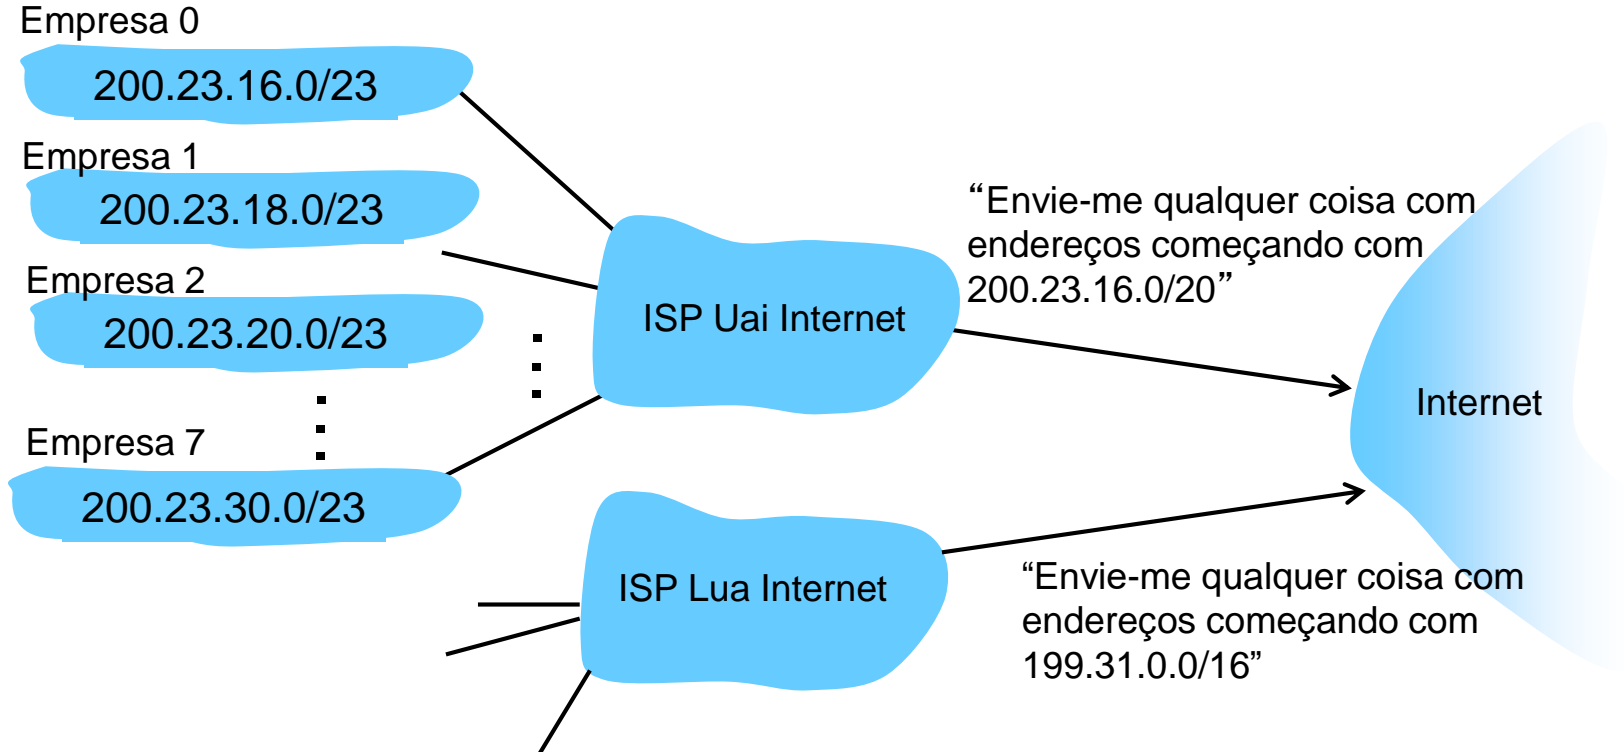 Empresa 0
200.23.16.0/23
Empresa 1
200.23.18.0/23
Empresa 2
200.23.20.0/23
Empresa 7
200.23.30.0/23
ISP Uai Internet
“Envie-me qualquer coisa com
endereços começando com
200.23.16.0/20”
Internet
ISP Lua Internet
“Envie-me qualquer coisa com
endereços começando com
199.31.0.0/16”